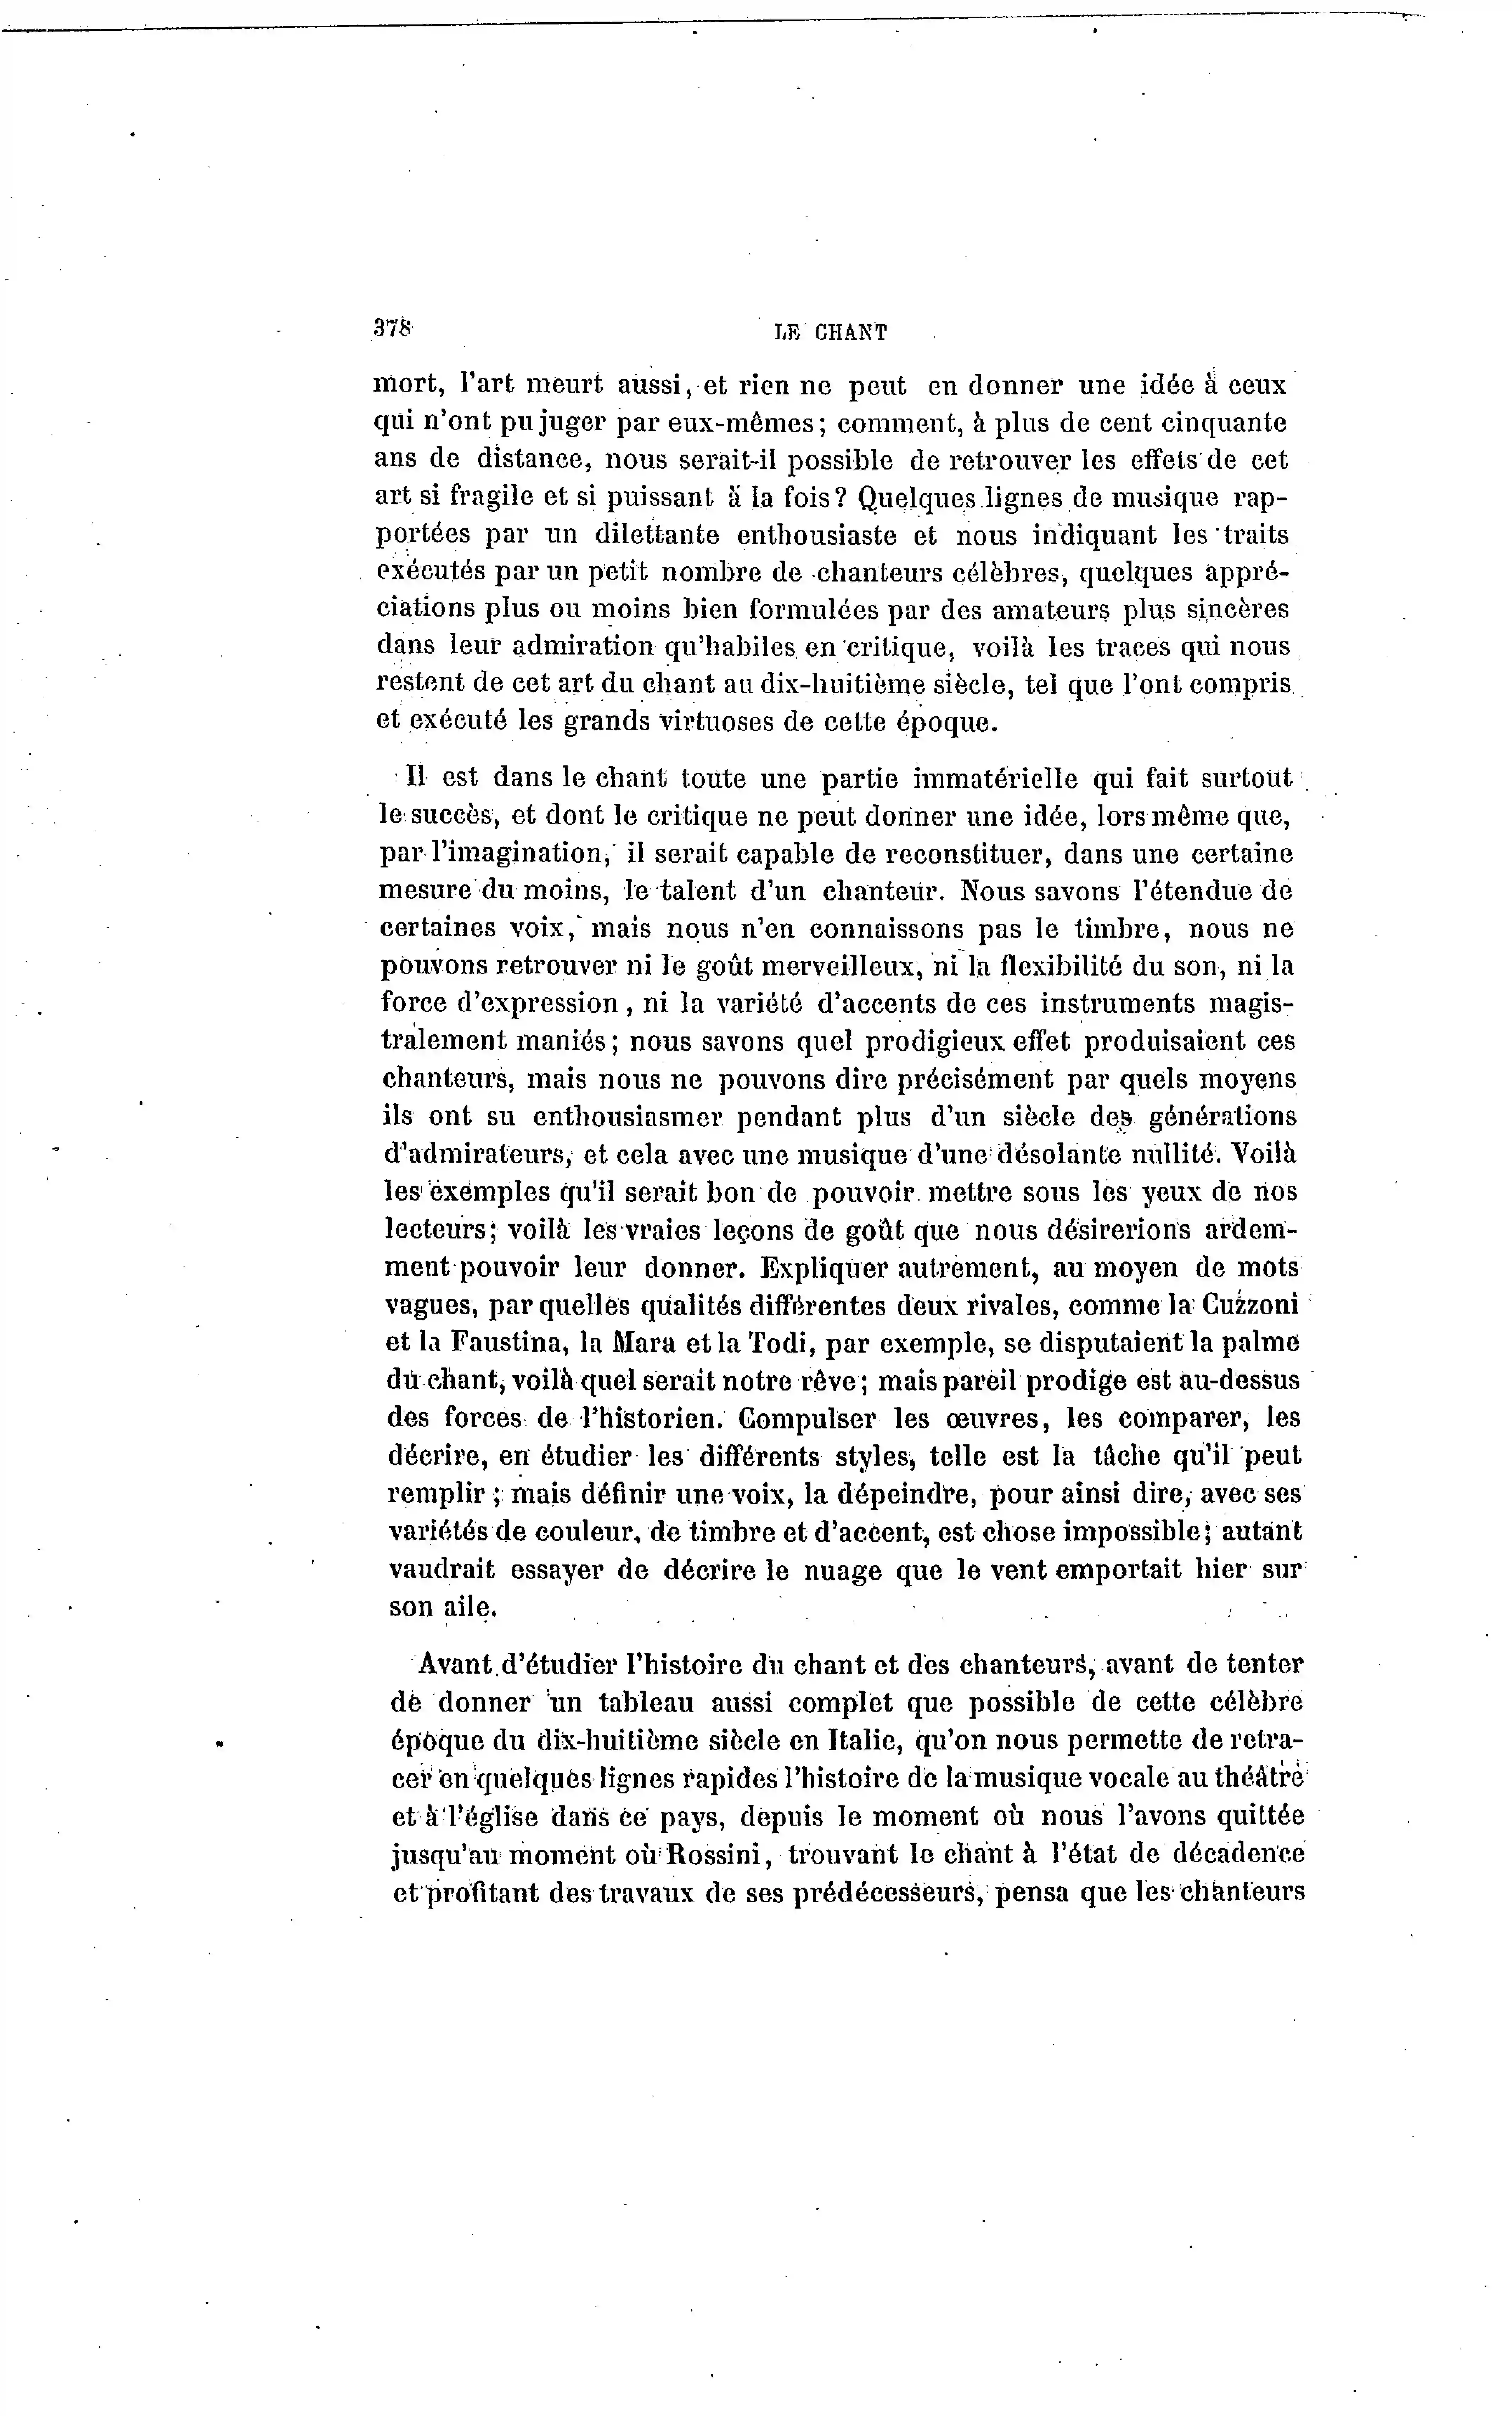 378 LE CHANT
mort, l'art meurt aussi, et rien ne peut en donner une idée à ceux
qui n'ont pu juger par eux-mêmes; comment, à plus de cent cinquante
ans de distance, nous serait-il possible de retrouver les effets de cet
art si fragile et si puissant à la fois? Quelques lignes de musique rap-
portées par un dilettante enthousiaste et nous indiquant les traits
exécutés par un petit nombre de chanteurs célèbres, quelques appré-
ciations plus ou moins bien formulées par des amateurs plus sincères
dans leur admiration qu'habiles en critique, voilà les traces qui nous
restent de cet art du chant au dix-huitième siècle, tel que l'ont compris
et exécuté les grands virtuoses de cette époque.
Il est dans le chant toute une partie immatérielle qui fait surtout
le succès, et dont le critique ne peut donner une idée, lors même que,
par l'imagination, il serait capable de reconstituer, dans une certaine
mesure du moins, le talent d'un chanteur. Nous savons l'étendue de
certaines voix, mais nous n'en connaissons pas le timbre, nous ne
pouvons retrouver ni le goût merveilleux, ni la flexibilité du son, ni la
force d'expression, ni la variété d'accents de ces instruments magis-
tralement maniés; nous savons quel prodigieux effet produisaient ces
chanteurs, mais nous ne pouvons dire précisément par quels moyens
ils ont su enthousiasmer pendant plus d'un siècle des générations
d'admirateurs, et cela avec une musique d'une désolante nullité. Voilà
les exemples qu'il serait bon de pouvoir mettre sous les yeux de nos
lecteurs; voilà les vraies leçons de goût que nous désirerions ardem-
ment pouvoir leur donner. Expliquer autrement, au moyen de mots
vagues, par quelles qualités différentes deux rivales, comme la Cuzzoni
et la Faustina, la Mara et la Todi, par exemple, se disputaient la palme
du chant, voilà quel serait notre rêve; mais pareil prodige est au-dessus
des forces de l'historien. Compulser les œuvres, les comparer, les
décrire, en étudier les différents styles, telle est la tâche qu'il peut
remplir; mais définir une voix, la dépeindre, pour ainsi dire, avec ses
variétés de couleur, de timbre et d'accent, est chose impossible; autant
vaudrait essayer de décrire le nuage que le vent emportait hier sur
son aile.
Avant d'étudier l'histoire du chant et des chanteurs, avant de tenter
de donner un tableau aussi complet que possible de cette célèbre
époque du dix-huitième siècle en Italie, qu'on nous permette de retra-
cer en quelques lignes rapides l'histoire de la musique vocale au théâtre
et à l'église dans ce pays, depuis le moment où nous l'avons quittée
jusqu'au moment où Rossini, trouvant le chant à l'état de décadence
et profitant des travaux de ses prédécesseurs, pensa que les chanteurs